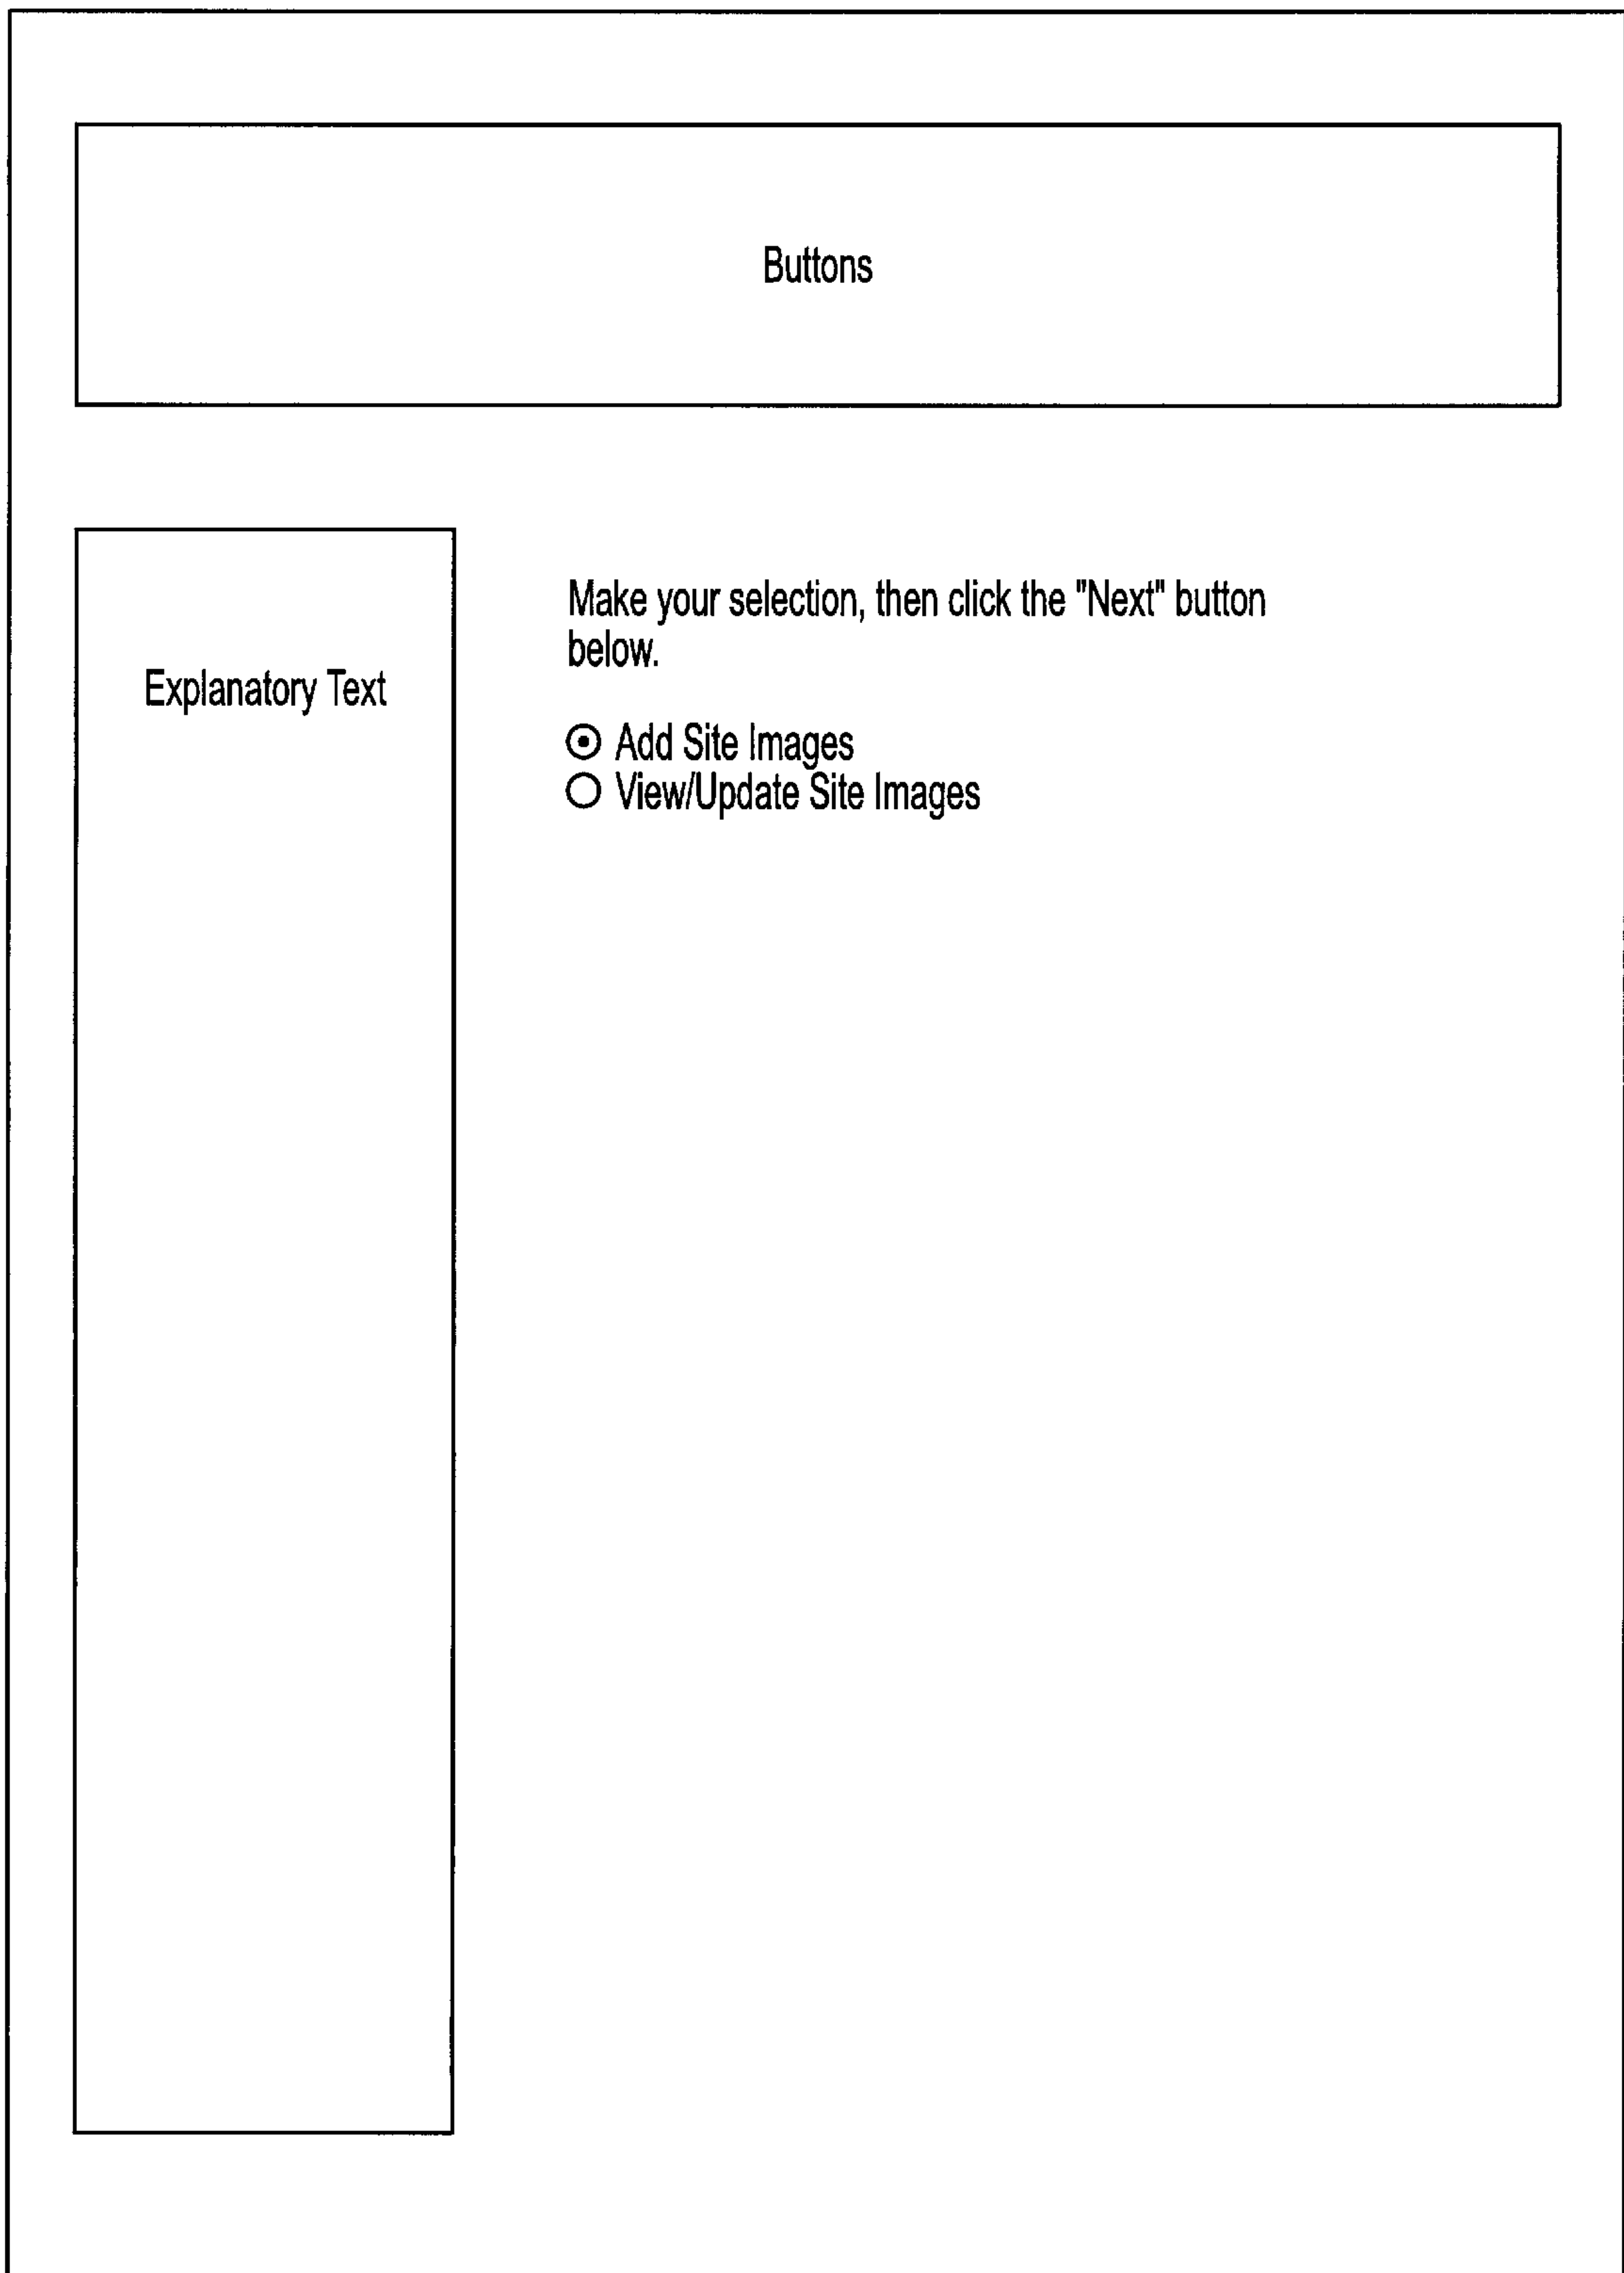 Buttons
Explanatory Text
Make your selection, then click the "Next" button
below.
Add Site Images
View/Update Site Images